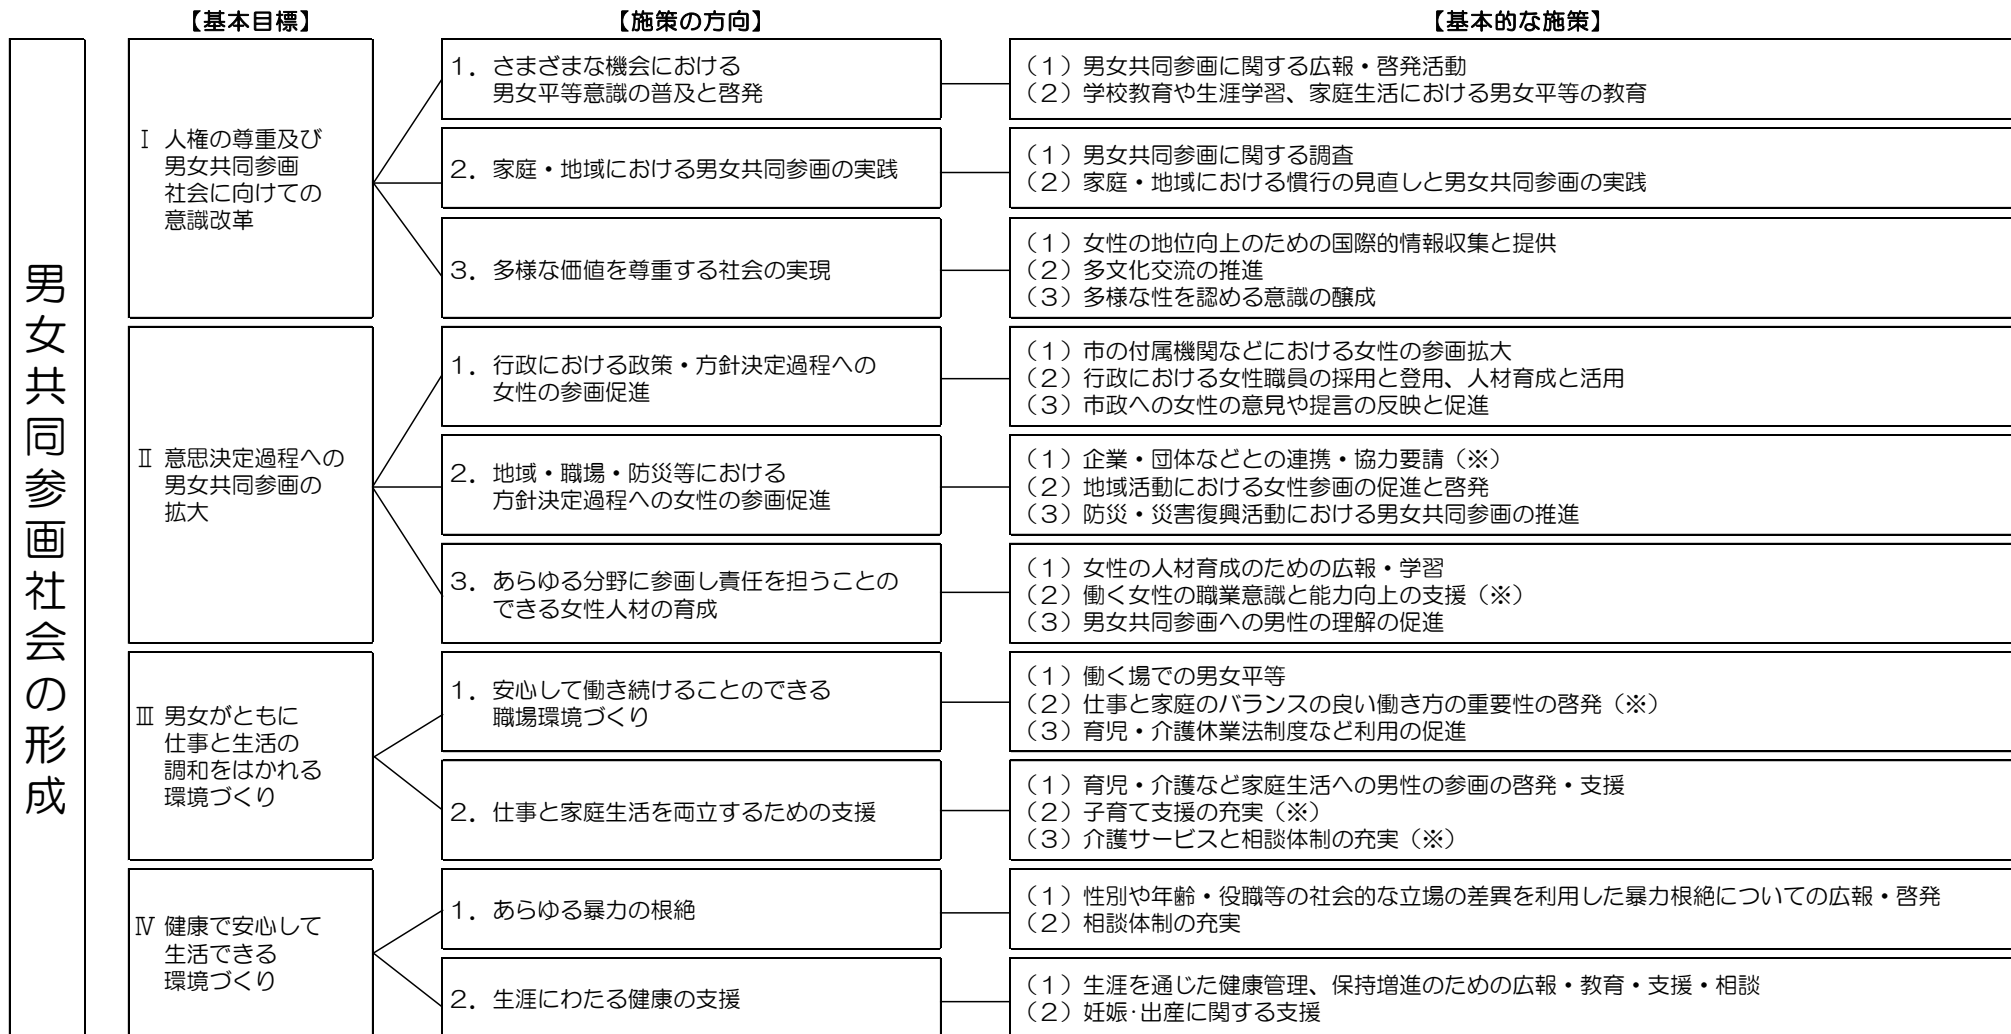 【基本目標】
【施策の方向】
【基本的な施策】
男女共同参画社会の形成
Ⅰ 人権の尊重及び
男女共同参画
社会に向けての
意識改革
1．さまざまな機会における
男女平等意識の普及と啓発
（1）男女共同参画に関する広報・啓発活動
（2）学校教育や生涯学習、家庭生活における男女平等の教育
2．家庭・地域における男女共同参画の実践
（1）男女共同参画に関する調査
（2）家庭・地域における慣行の見直しと男女共同参画の実践
3．多様な価値を尊重する社会の実現
（1）女性の地位向上のための国際的情報収集と提供
（2）多文化交流の推進
（3）多様な性を認める意識の醸成
Ⅱ 意思決定過程への
男女共同参画の
拡大
1．行政における政策・方針決定過程への
女性の参画促進
（1）市の付属機関などにおける女性の参画拡大
（2）行政における女性職員の採用と登用、人材育成と活用
（3）市政への女性の意見や提言の反映と促進
2．地域・職場・防災等における
方針決定過程への女性の参画促進
（1）企業・団体などとの連携・協力要請（※）
（2）地域活動における女性参画の促進と啓発
（3）防災・災害復興活動における男女共同参画の推進
3．あらゆる分野に参画し責任を担うことの
できる女性人材の育成
（1）女性の人材育成のための広報・学習
（2）働く女性の職業意識と能力向上の支援（※）
（3）男女共同参画への男性の理解の促進
Ⅲ 男女がともに
仕事と生活の
調和をはかれる
環境づくり
1．安心して働き続けることのできる
職場環境づくり
（1）働く場での男女平等
（2）仕事と家庭のバランスの良い働き方の重要性の啓発（※）
（3）育児・介護休業法制度など利用の促進
2．仕事と家庭生活を両立するための支援
（1）育児・介護など家庭生活への男性の参画の啓発・支援
（2）子育て支援の充実（※）
（3）介護サービスと相談体制の充実（※）
Ⅳ 健康で安心して
生活できる
環境づくり
1．あらゆる暴力の根絶
（1）性別や年齢・役職等の社会的な立場の差異を利用した暴力根絶についての広報・啓発
（2）相談体制の充実
2．生涯にわたる健康の支援
（1）生涯を通じた健康管理、保持増進のための広報・教育・支援・相談
（2）妊娠･出産に関する支援